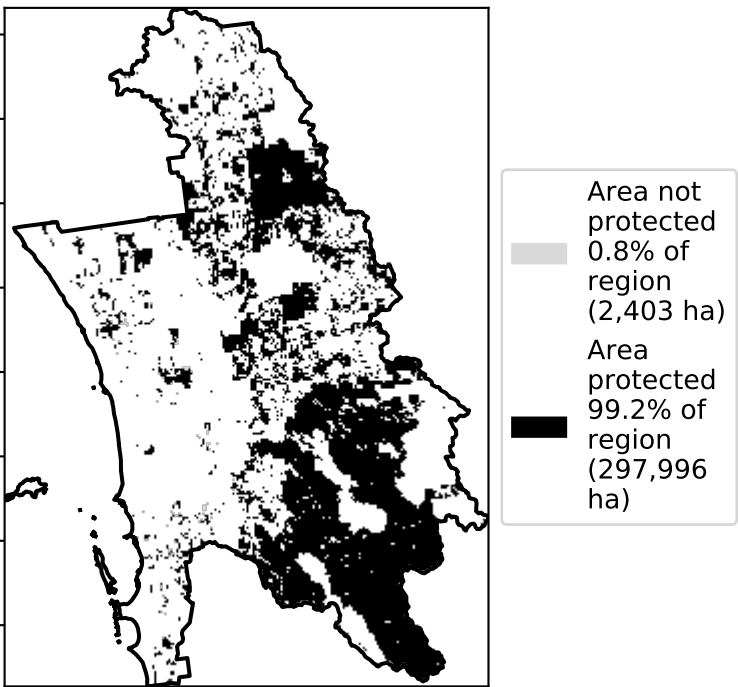 Area not
protected
0.8% of
region
(2,403 ha)
Area
protected
99.2% of
region
(297,996
ha)